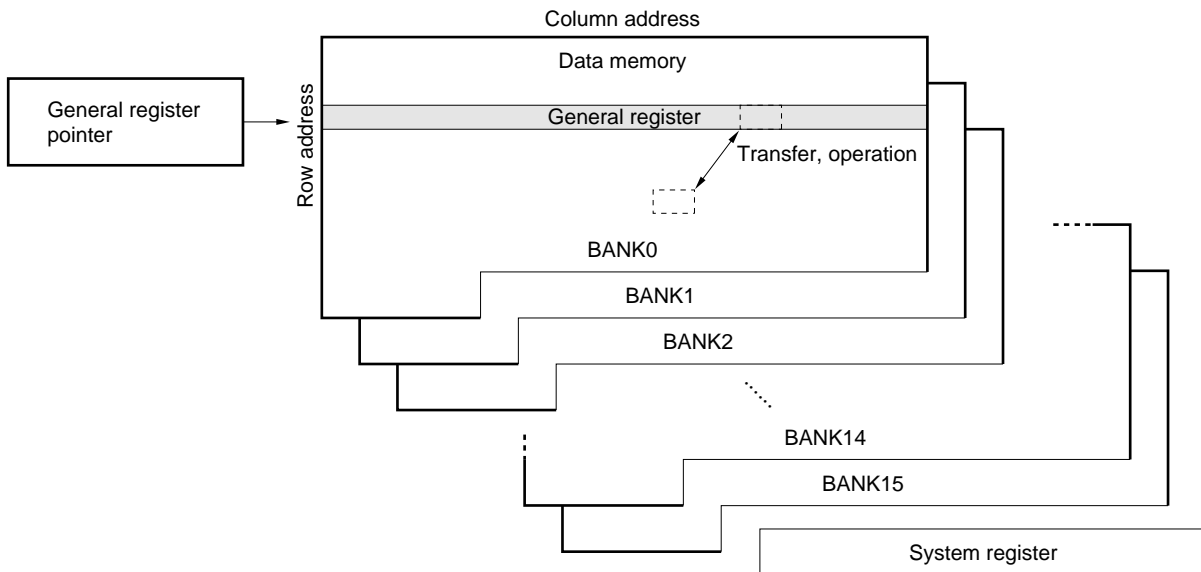 Column address
Data memory
General register
pointer
Row address
General register
Transfer, operation
BANK0
BANK1
BANK2
BANK14
BANK15
System register